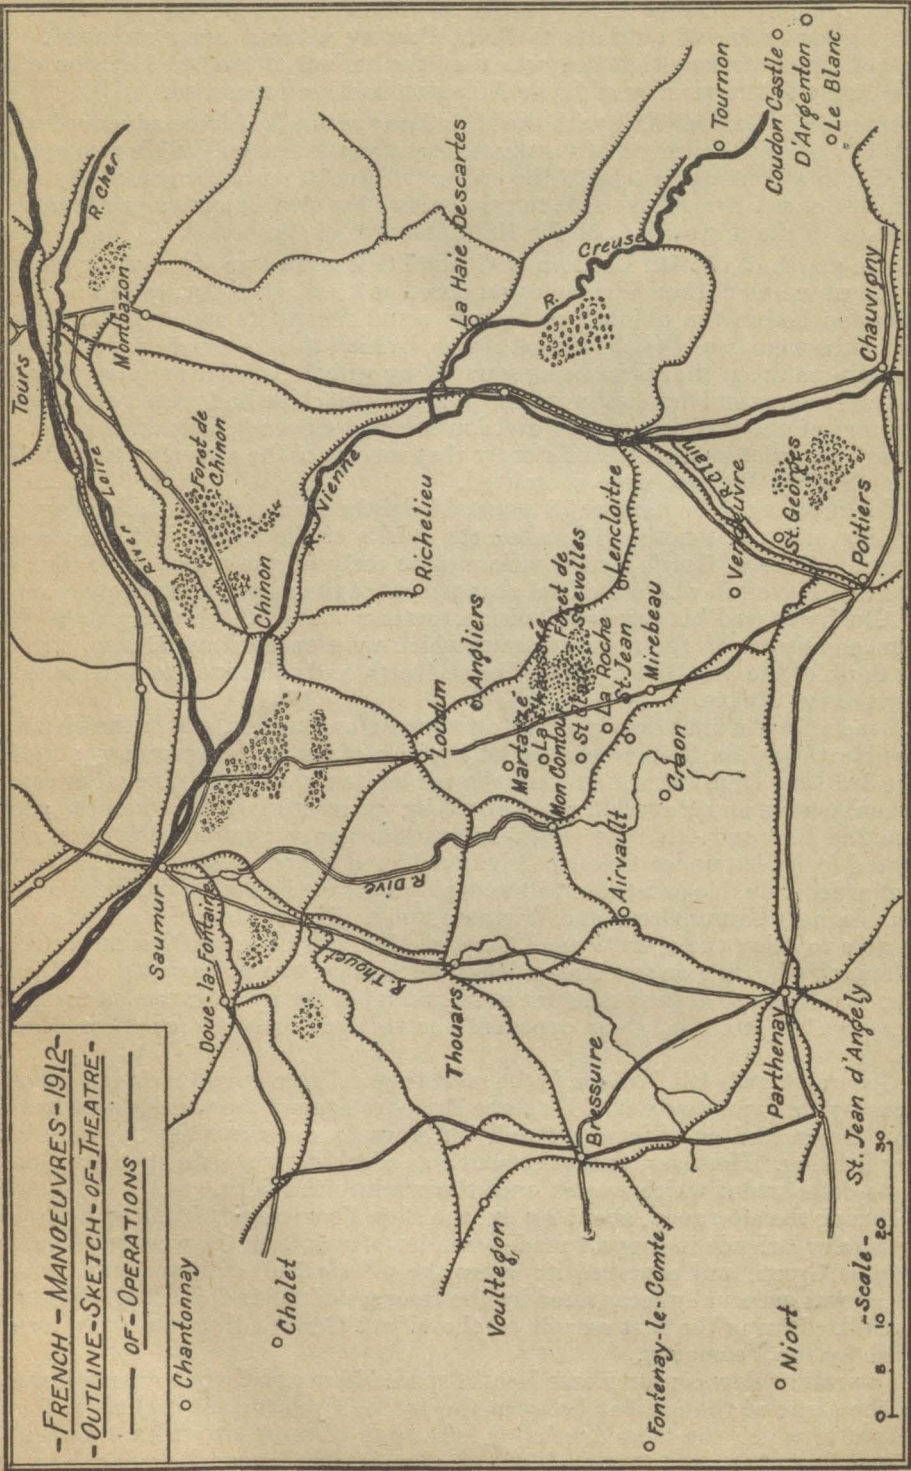 -FRENCH-MANOEUVRES-1912-
-OUTLINE-SKETCH-OF-THEATRE-
-OF-OPERATIONS-
Tours
R. Cher
Montbazon
River Loire
Foret de
Chinon
Chinon
R. Vienne
Richelieu
La Haie Descartes
R. Creuse
Tournon
Coudon Castle
D'Argenton
Le Blanc
Chauvigny
R. Clain
St. Georges
Poitiers
Lencloitre
Mirebeau
Angliers
Loudun
La Roche
St Jean
Foret de
Scevolles
Mon Contour
Craon
Airvault
R. Dive
Saumur
Doue-la-Fontaine
R. Thouet
Thouars
Bressuire
Parthenay
St. Jean d'Angely
Chantonnay
Cholet
Voultegon
Fontenay-le-Comte
Niort
-Scale-
0 5 10 20 30